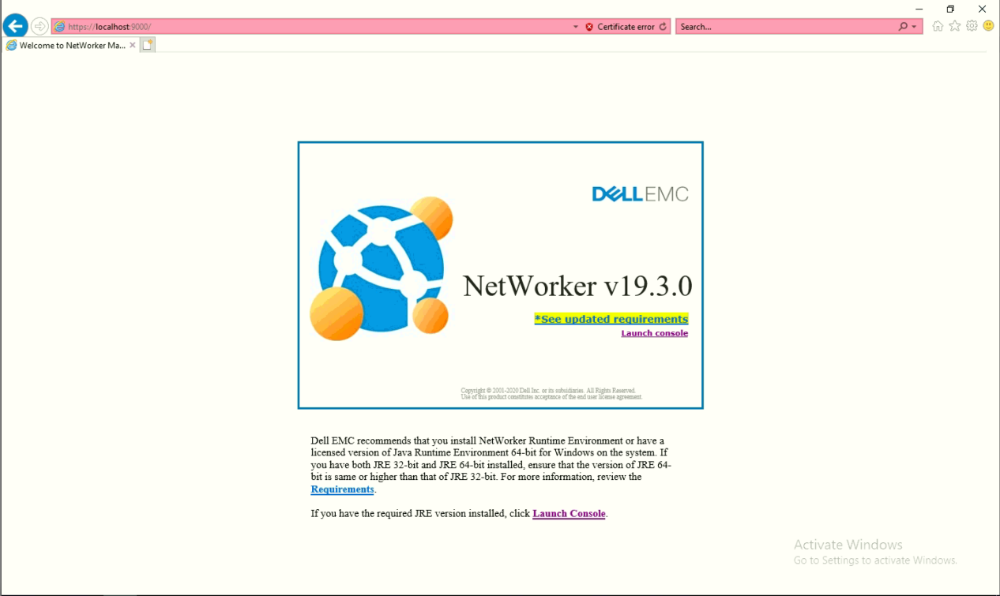 https://localhost:9000/
Certificate error
Search...
Welcome to NetWorker Ma...
DELLEMC
NetWorker v19.3.0
*See updated requirements
Launch console
Copyright © 2001-2020 Dell Inc. or its subsidiaries. All Rights Reserved.
Use of this product constitutes acceptance of the end user license agreement.
Dell EMC recommends that you install NetWorker Runtime Environment or have a
licensed version of Java Runtime Environment 64-bit for Windows on the system. If
you have both JRE 32-bit and JRE 64-bit installed, ensure that the version of JRE 64-
bit is same or higher than that of JRE 32-bit. For more information, review the
Requirements.
If you have the required JRE version installed, click Launch Console.
Activate Windows
Go to Settings to activate Windows.